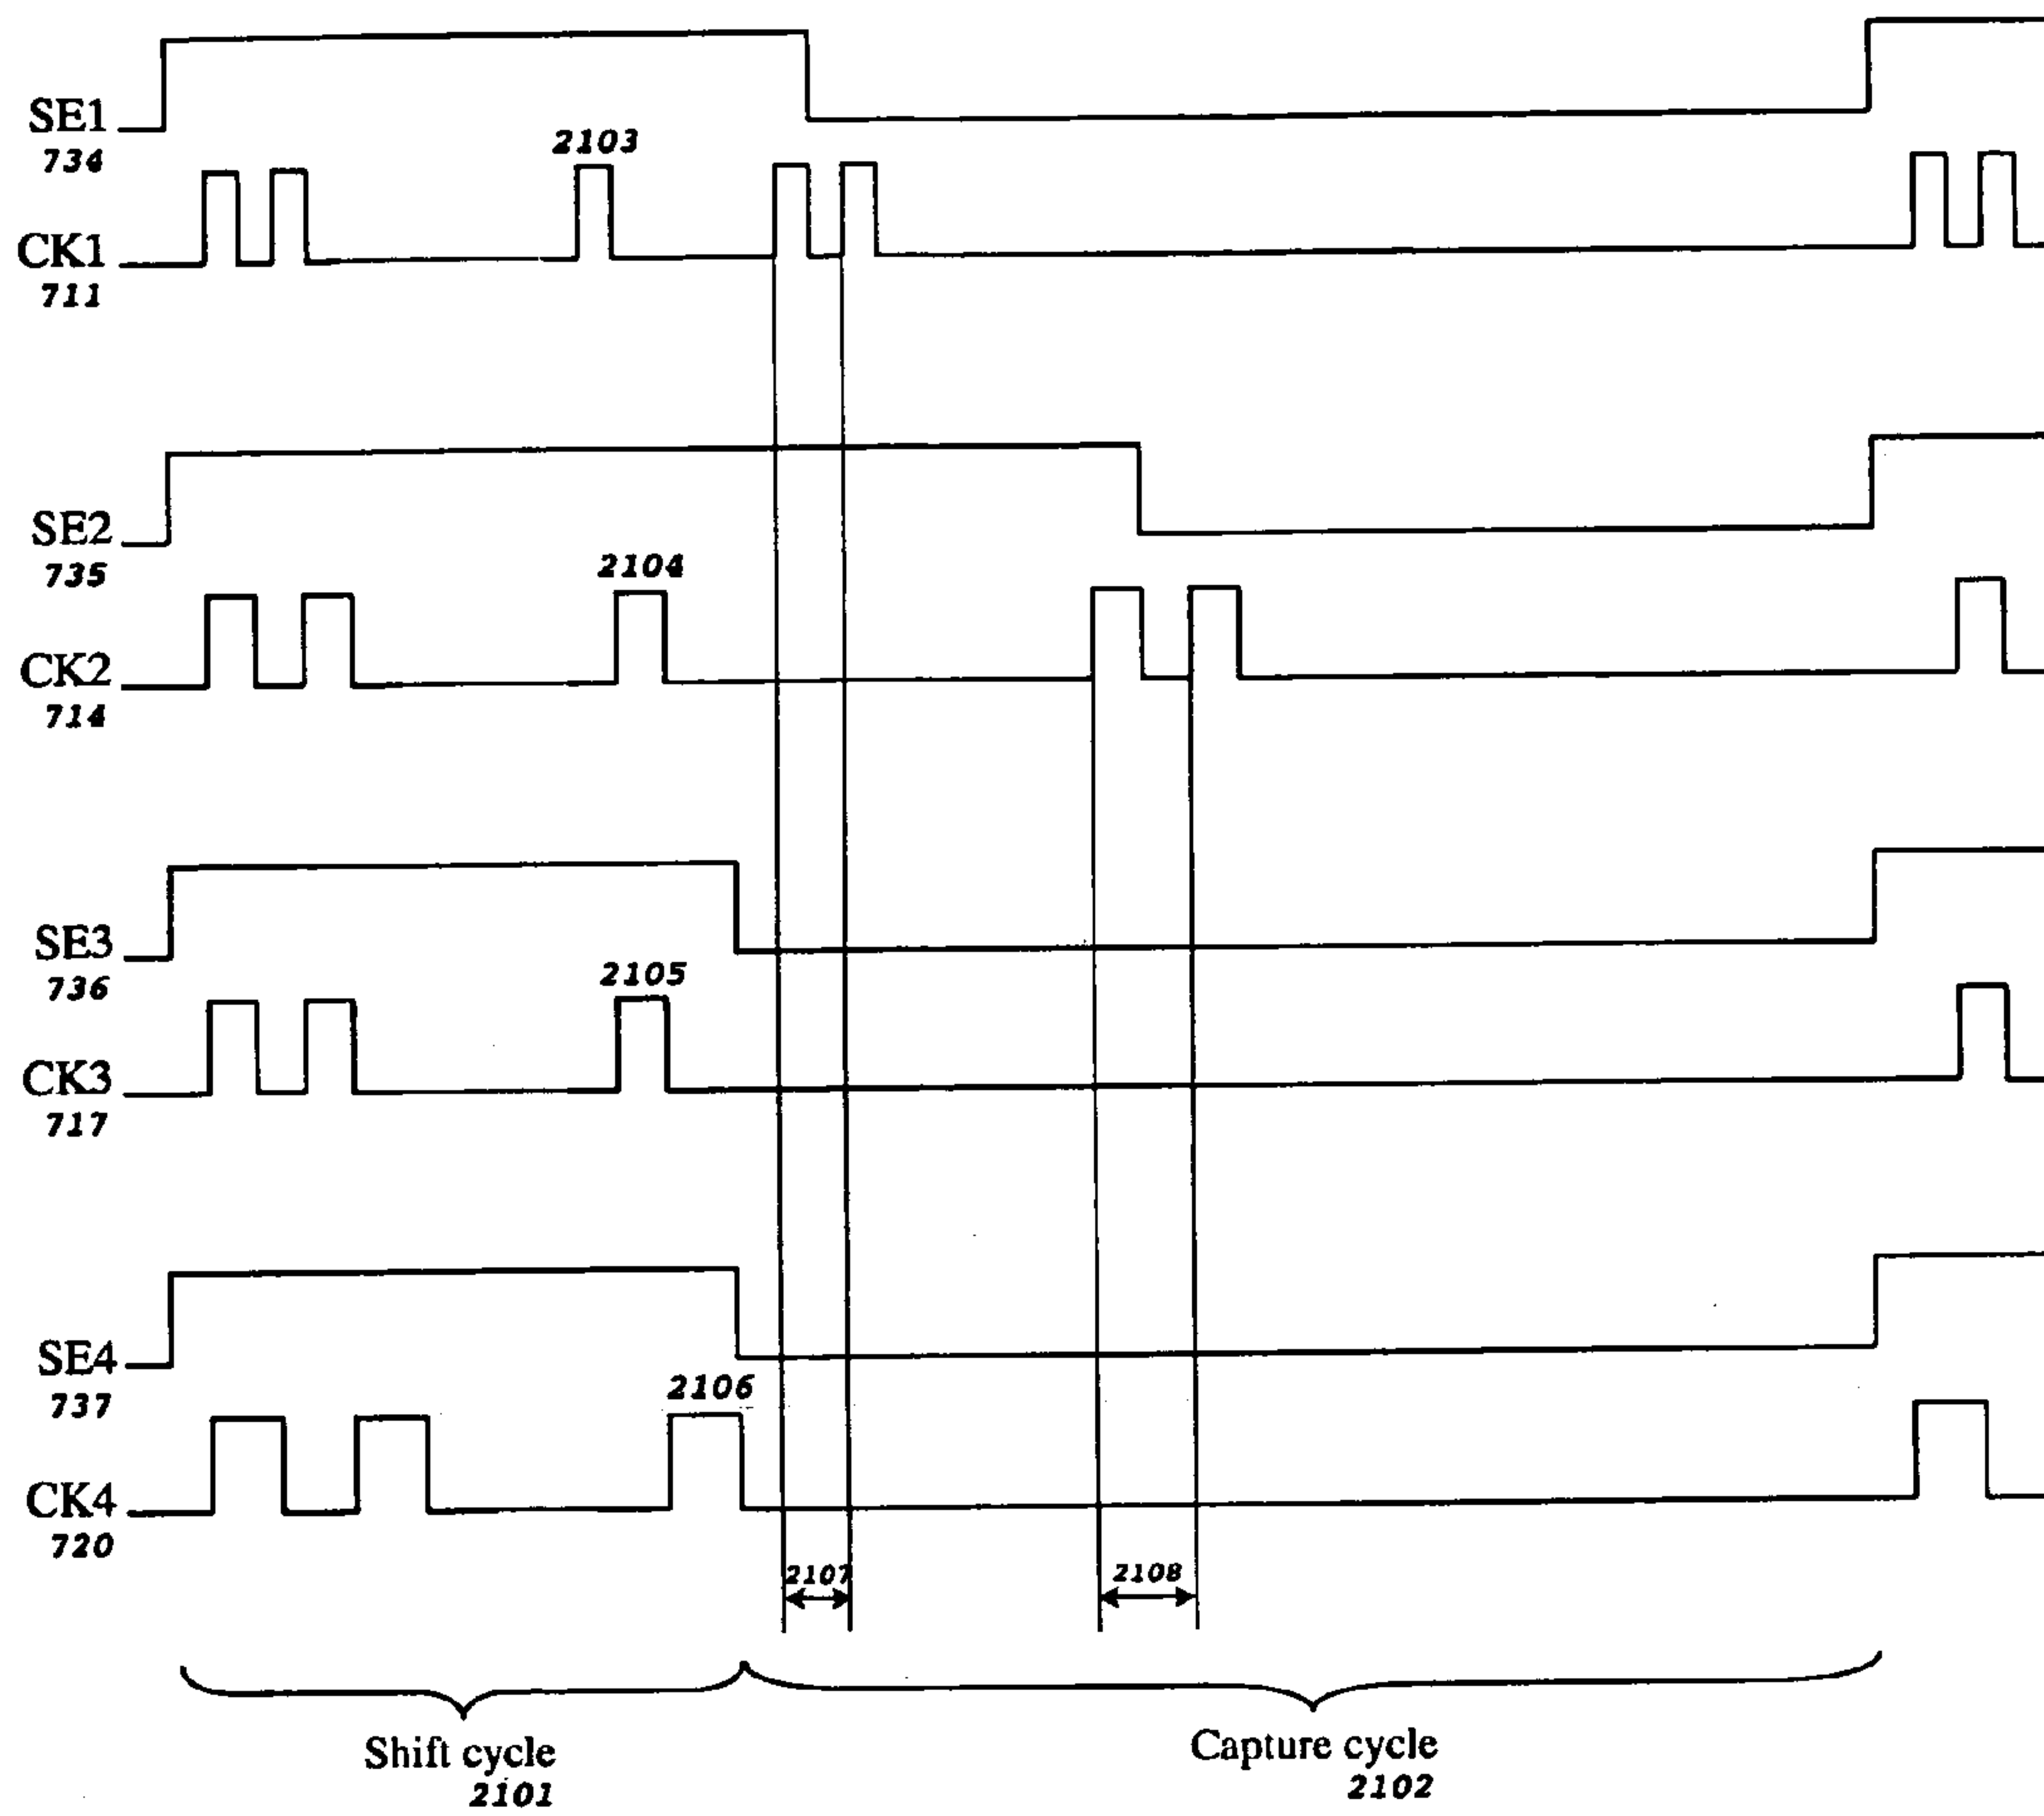 SE1
734
2103
CK1
711
SE2
735
2104
CK2
714
SE3
736
2105
CK3
717
SE4
737
2106
CK4
720
2107
2108
Shift cycle
2101
Capture cycle
2102